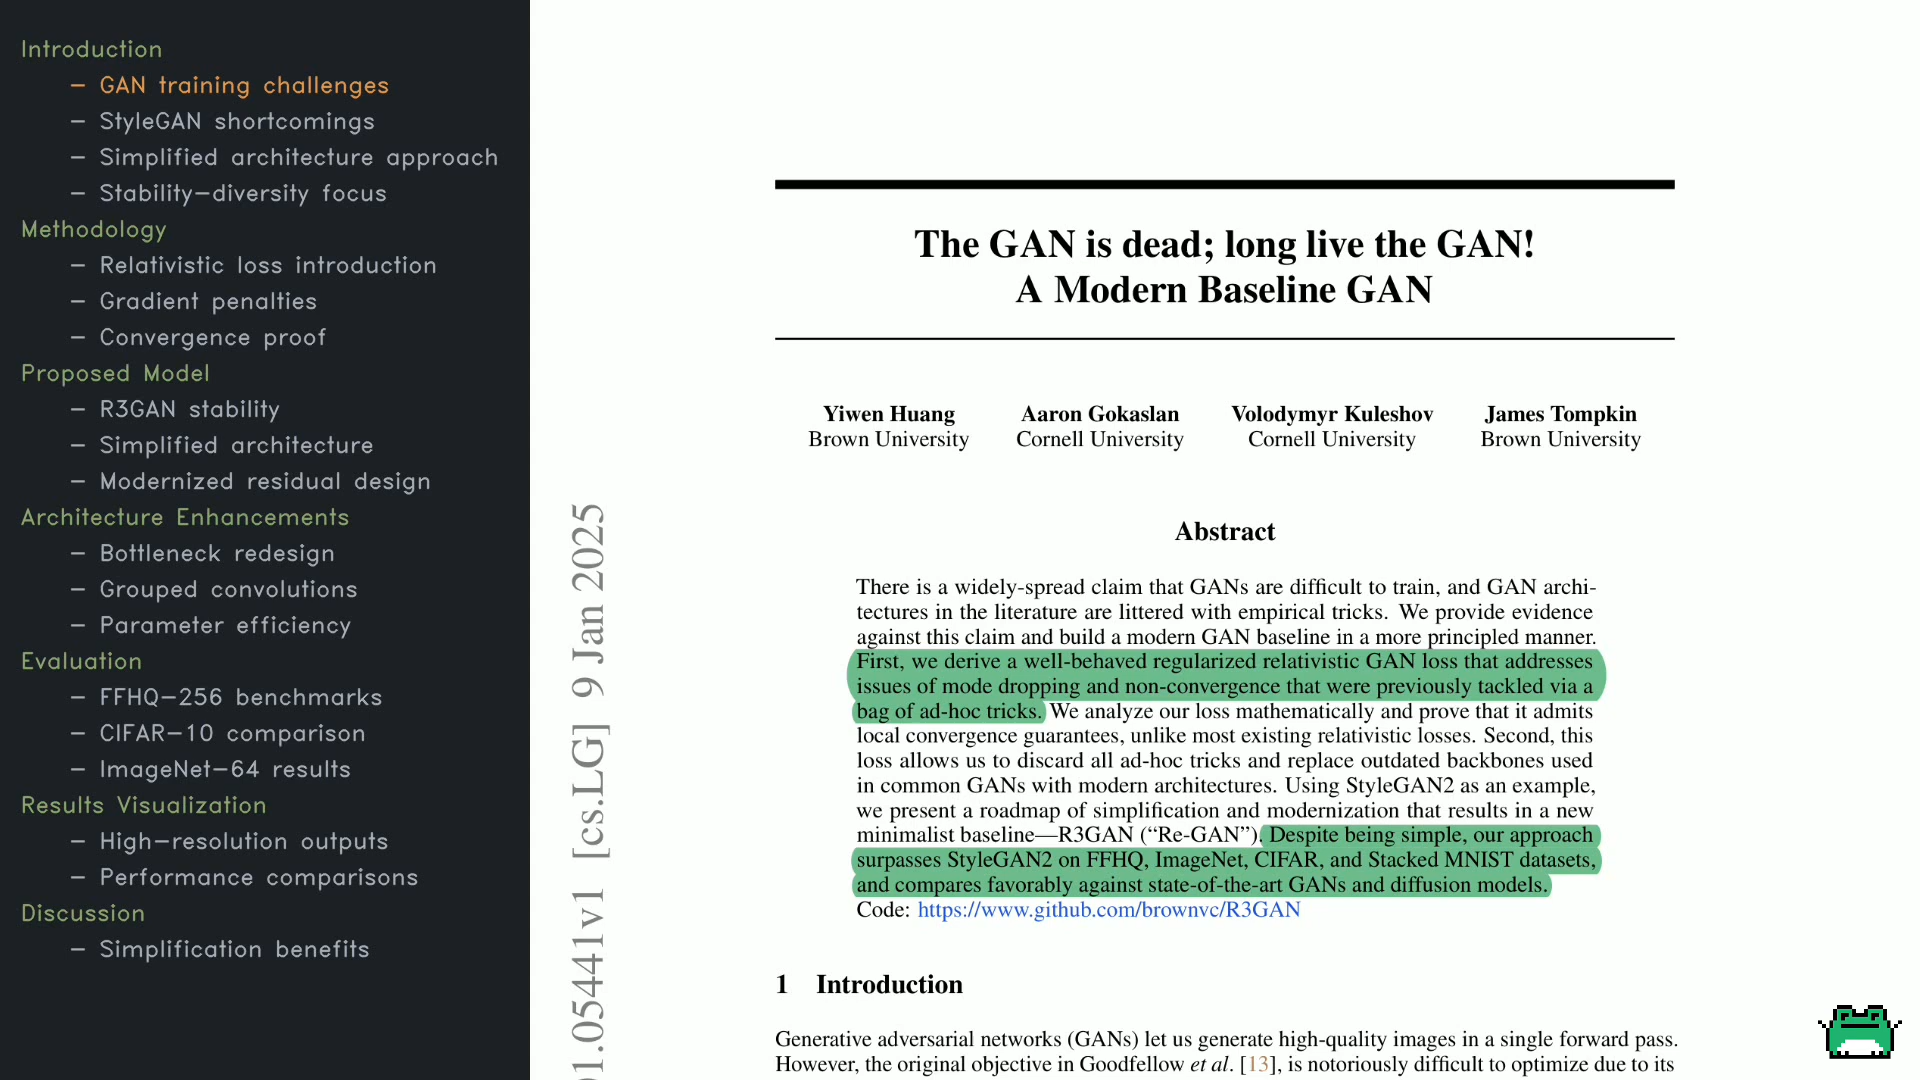 Introduction
– GAN training challenges
– StyleGAN shortcomings
– Simplified architecture approach
– Stability–diversity focus
Methodology
– Relativistic loss introduction
– Gradient penalties
– Convergence proof
Proposed Model
– R3GAN stability
– Simplified architecture
– Modernized residual design
Architecture Enhancements
– Bottleneck redesign
– Grouped convolutions
– Parameter efficiency
Evaluation
– FFHQ–256 benchmarks
– CIFAR–10 comparison
– ImageNet–64 results
Results Visualization
– High–resolution outputs
– Performance comparisons
Discussion
– Simplification benefits
The GAN is dead; long live the GAN!
A Modern Baseline GAN
Yiwen Huang Aaron Gokaslan Volodymyr Kuleshov James Tompkin
Brown University Cornell University Cornell University Brown University
Abstract
There is a widely-spread claim that GANs are difficult to train, and GAN archi-
tectures in the literature are littered with empirical tricks. We provide evidence
against this claim and build a modern GAN baseline in a more principled manner.
First, we derive a well-behaved regularized relativistic GAN loss that addresses
issues of mode dropping and non-convergence that were previously tackled via a
bag of ad-hoc tricks. We analyze our loss mathematically and prove that it admits
local convergence guarantees, unlike most existing relativistic losses. Second, this
loss allows us to discard all ad-hoc tricks and replace outdated backbones used
in common GANs with modern architectures. Using StyleGAN2 as an example,
we present a roadmap of simplification and modernization that results in a new
minimalist baseline—R3GAN (“Re-GAN”). Despite being simple, our approach
surpasses StyleGAN2 on FFHQ, ImageNet, CIFAR, and Stacked MNIST datasets,
and compares favorably against state-of-the-art GANs and diffusion models.
Code: https://www.github.com/brownvc/R3GAN
1 Introduction
Generative adversarial networks (GANs) let us generate high-quality images in a single forward pass.
However, the original objective in Goodfellow et al. [13], is notoriously difficult to optimize due to its
01.05441v1 [cs.LG] 9 Jan 2025